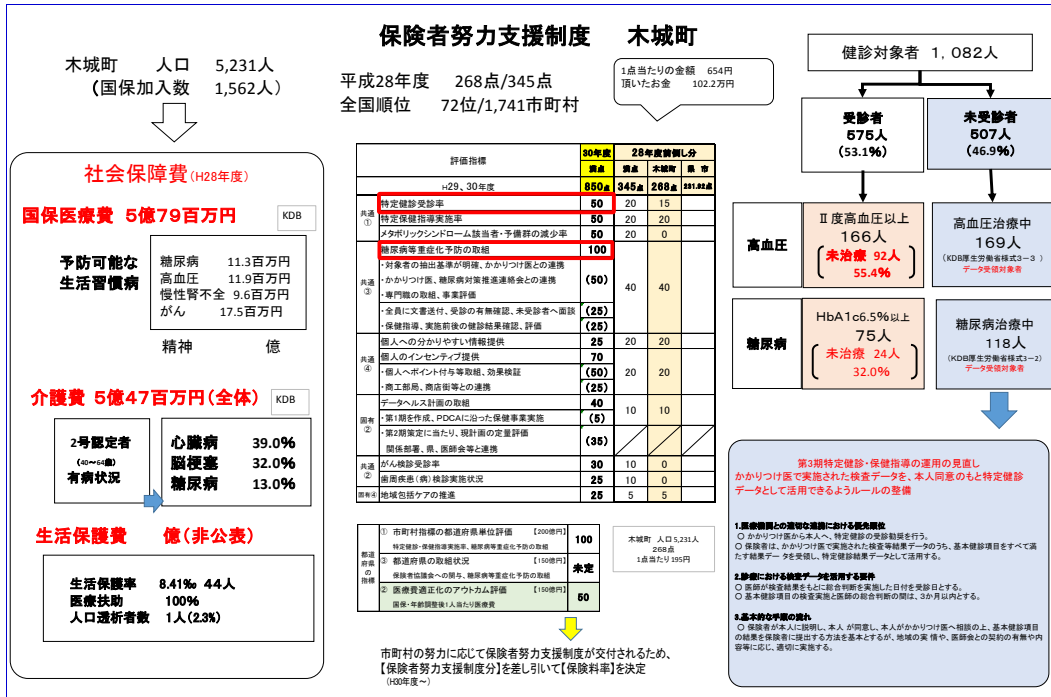 保険者努力支援制度　木城町
木城町　人口　5,231人
(国保加入数　1,562人)
平成28年度　268点/345点
全国順位　72位/1,741市町村
1点当たりの金額　654円
頂いたお金　102.2万円
社会保障費(H28年度)
国保医療費 5億79百万円
KDB
予防可能な
生活習慣病
糖尿病　11.3百万円
高血圧　11.9百万円
慢性腎不全　9.6百万円
がん　17.5百万円
精神　億
介護費 5億47百万円(全体)
KDB
2号認定者
(40～64歳)
有病状況
心臓病　39.0%
脳梗塞　32.0%
糖尿病　13.0%
生活保護費　億(非公表)
生活保護率　8.41‰ 44人
医療扶助　100%
人口透析者数　1人(2.3%)
評価指標　30年度　28年度前倒し分
満点　満点　木城町　県 市
H29、30年度　850点　345点　268点　231.82点
共通①
特定健診受診率　50　20　15
特定保健指導実施率　50　20　20
メタボリックシンドローム該当者・予備群の減少率　50　20　0
共通③
糖尿病等重症化予防の取組　100　40　40
・対象者の抽出基準が明確、かかりつけ医との連携
・かかりつけ医、糖尿病対策推進連絡会との連携　(50)
・専門職の取組、事業評価
・全員に文書送付、受診の有無確認、未受診者へ面談　(25)
・保健指導、実施前後の健診結果確認、評価　(25)
共通④
個人への分かりやすい情報提供　25　20　20
個人のインセンティブ提供　70　20　20
・個人へポイント付与等取組、効果検証　(50)
・商工部局、商店街等との連携　(25)
固有②
データヘルス計画の取組　40　10　10
・第1期を作成、PDCAに沿った保健事業実施　(5)
・第2期策定に当たり、現計画の定量評価　(35)
関係部署、県、医師会等と連携
共通②
がん検診受診率　30　10　0
歯周疾患(病)検診実施状況　25　10　0
固有④　地域包括ケアの推進　25　5　5
都道府県の指標
① 市町村指標の都道府県単位評価　【200億円】　100
特定健診・保健指導実施率、糖尿病等重症化予防の取組
③ 都道府県の取組状況　【150億円】　未定
保険者協議会への関与、糖尿病等重症化予防の取組
② 医療費適正化のアウトカム評価　【150億円】　50
国保・年齢調整後1人当たり医療費
木城町 人口5,231人
268点
1点当たり195円
市町村の努力に応じて保険者努力支援制度が交付されるため、
【保険者努力支援制度分】を差し引いて【保険料率】を決定
(H30年度～)
健診対象者　1,082人
受診者
575人
(53.1%)
未受診者
507人
(46.9%)
高血圧
Ⅱ度高血圧以上
166人
未治療 92人
55.4%
高血圧治療中
169人
(KDB厚生労働省様式3－3 )
データ受領対象者
糖尿病
HbA1c6.5%以上
75人
未治療 24人
32.0%
糖尿病治療中
118人
(KDB厚生労働省様式3－2)
データ受領対象者
第3期特定健診・保健指導の運用の見直し
かかりつけ医で実施された検査データを、本人同意のもと特定健診
データとして活用できるようルールの整備
1.医療機関との適切な連携における優先順位
○ かかりつけ医から本人へ、特定健診の受診勧奨を行う。
○ 保険者は、かかりつけ医で実施された検査等結果データのうち、基本健診項目をすべて満
たす結果データを受領し、特定健診結果データとして活用する。
2.診療における検査データを活用する要件
○ 医師が検査結果をもとに総合判断を実施した日付を受診日とする。
○ 基本健診項目の検査実施と医師の総合判断の間は、3か月以内とする。
3.基本的な手順の流れ
○ 保険者が本人に説明し、本人 が同意し、本人がかかりつけ医へ相談の上、基本健診項目
の結果を保険者に提出する方法を基本とするが、地域の実 情や、医師会との契約の有無や内
容等に応じ、適切に実施する。